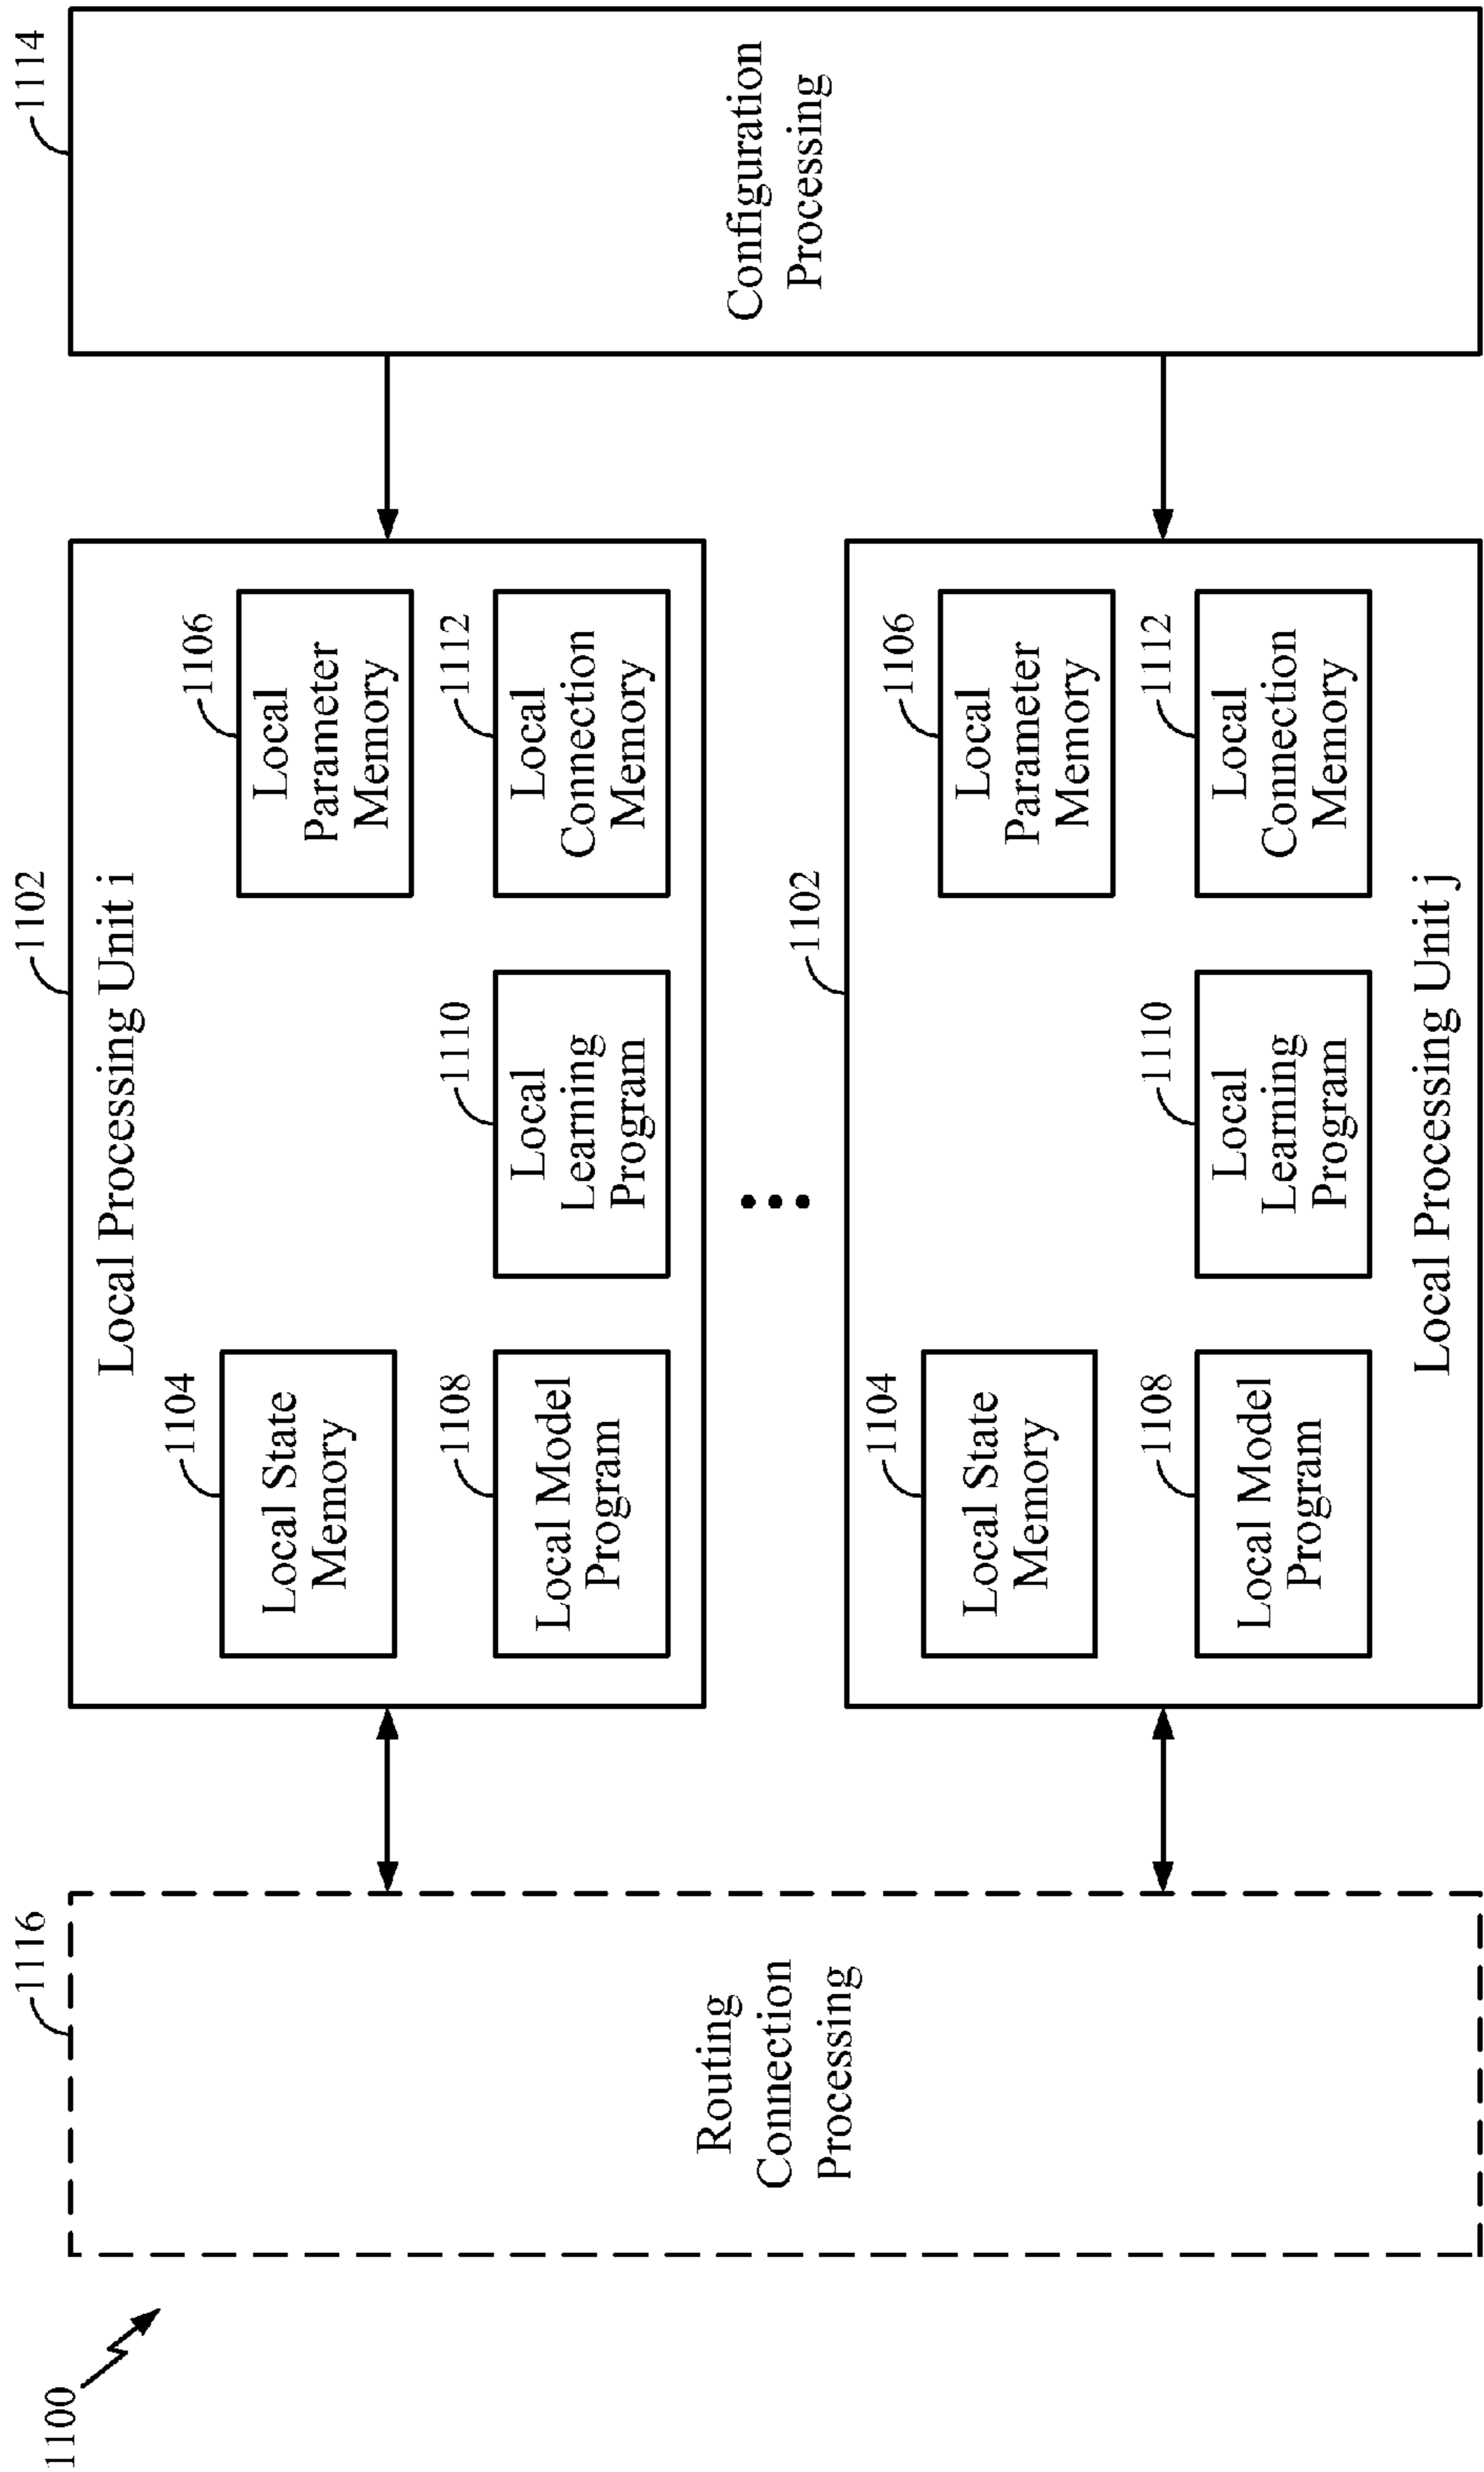 1100
1116
Routing
Connection
Processing
1102
Local Processing Unit i
1104
Local State
Memory
1106
Local
Parameter
Memory
1108
Local Model
Program
1110
Local
Learning
Program
1112
Local
Connection
Memory
1102
1104
Local State
Memory
1106
Local
Parameter
Memory
1108
Local Model
Program
1110
Local
Learning
Program
1112
Local
Connection
Memory
Local Processing Unit j
1114
Configuration
Processing